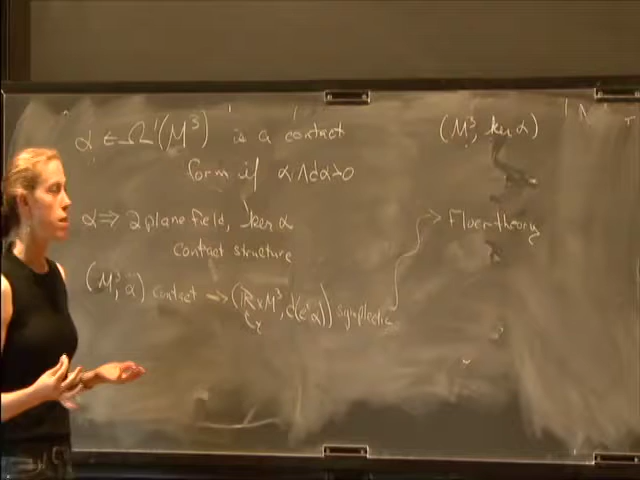 α ∈ Ω¹(M³) is a contact
form if α∧dα>0
α ⇒ 2 plane field, ker α
contact structure
(M³, α) contact → (ℝ×M³, d(eᵗα)) symplectic
(M³, ker α)
→ Floer theory